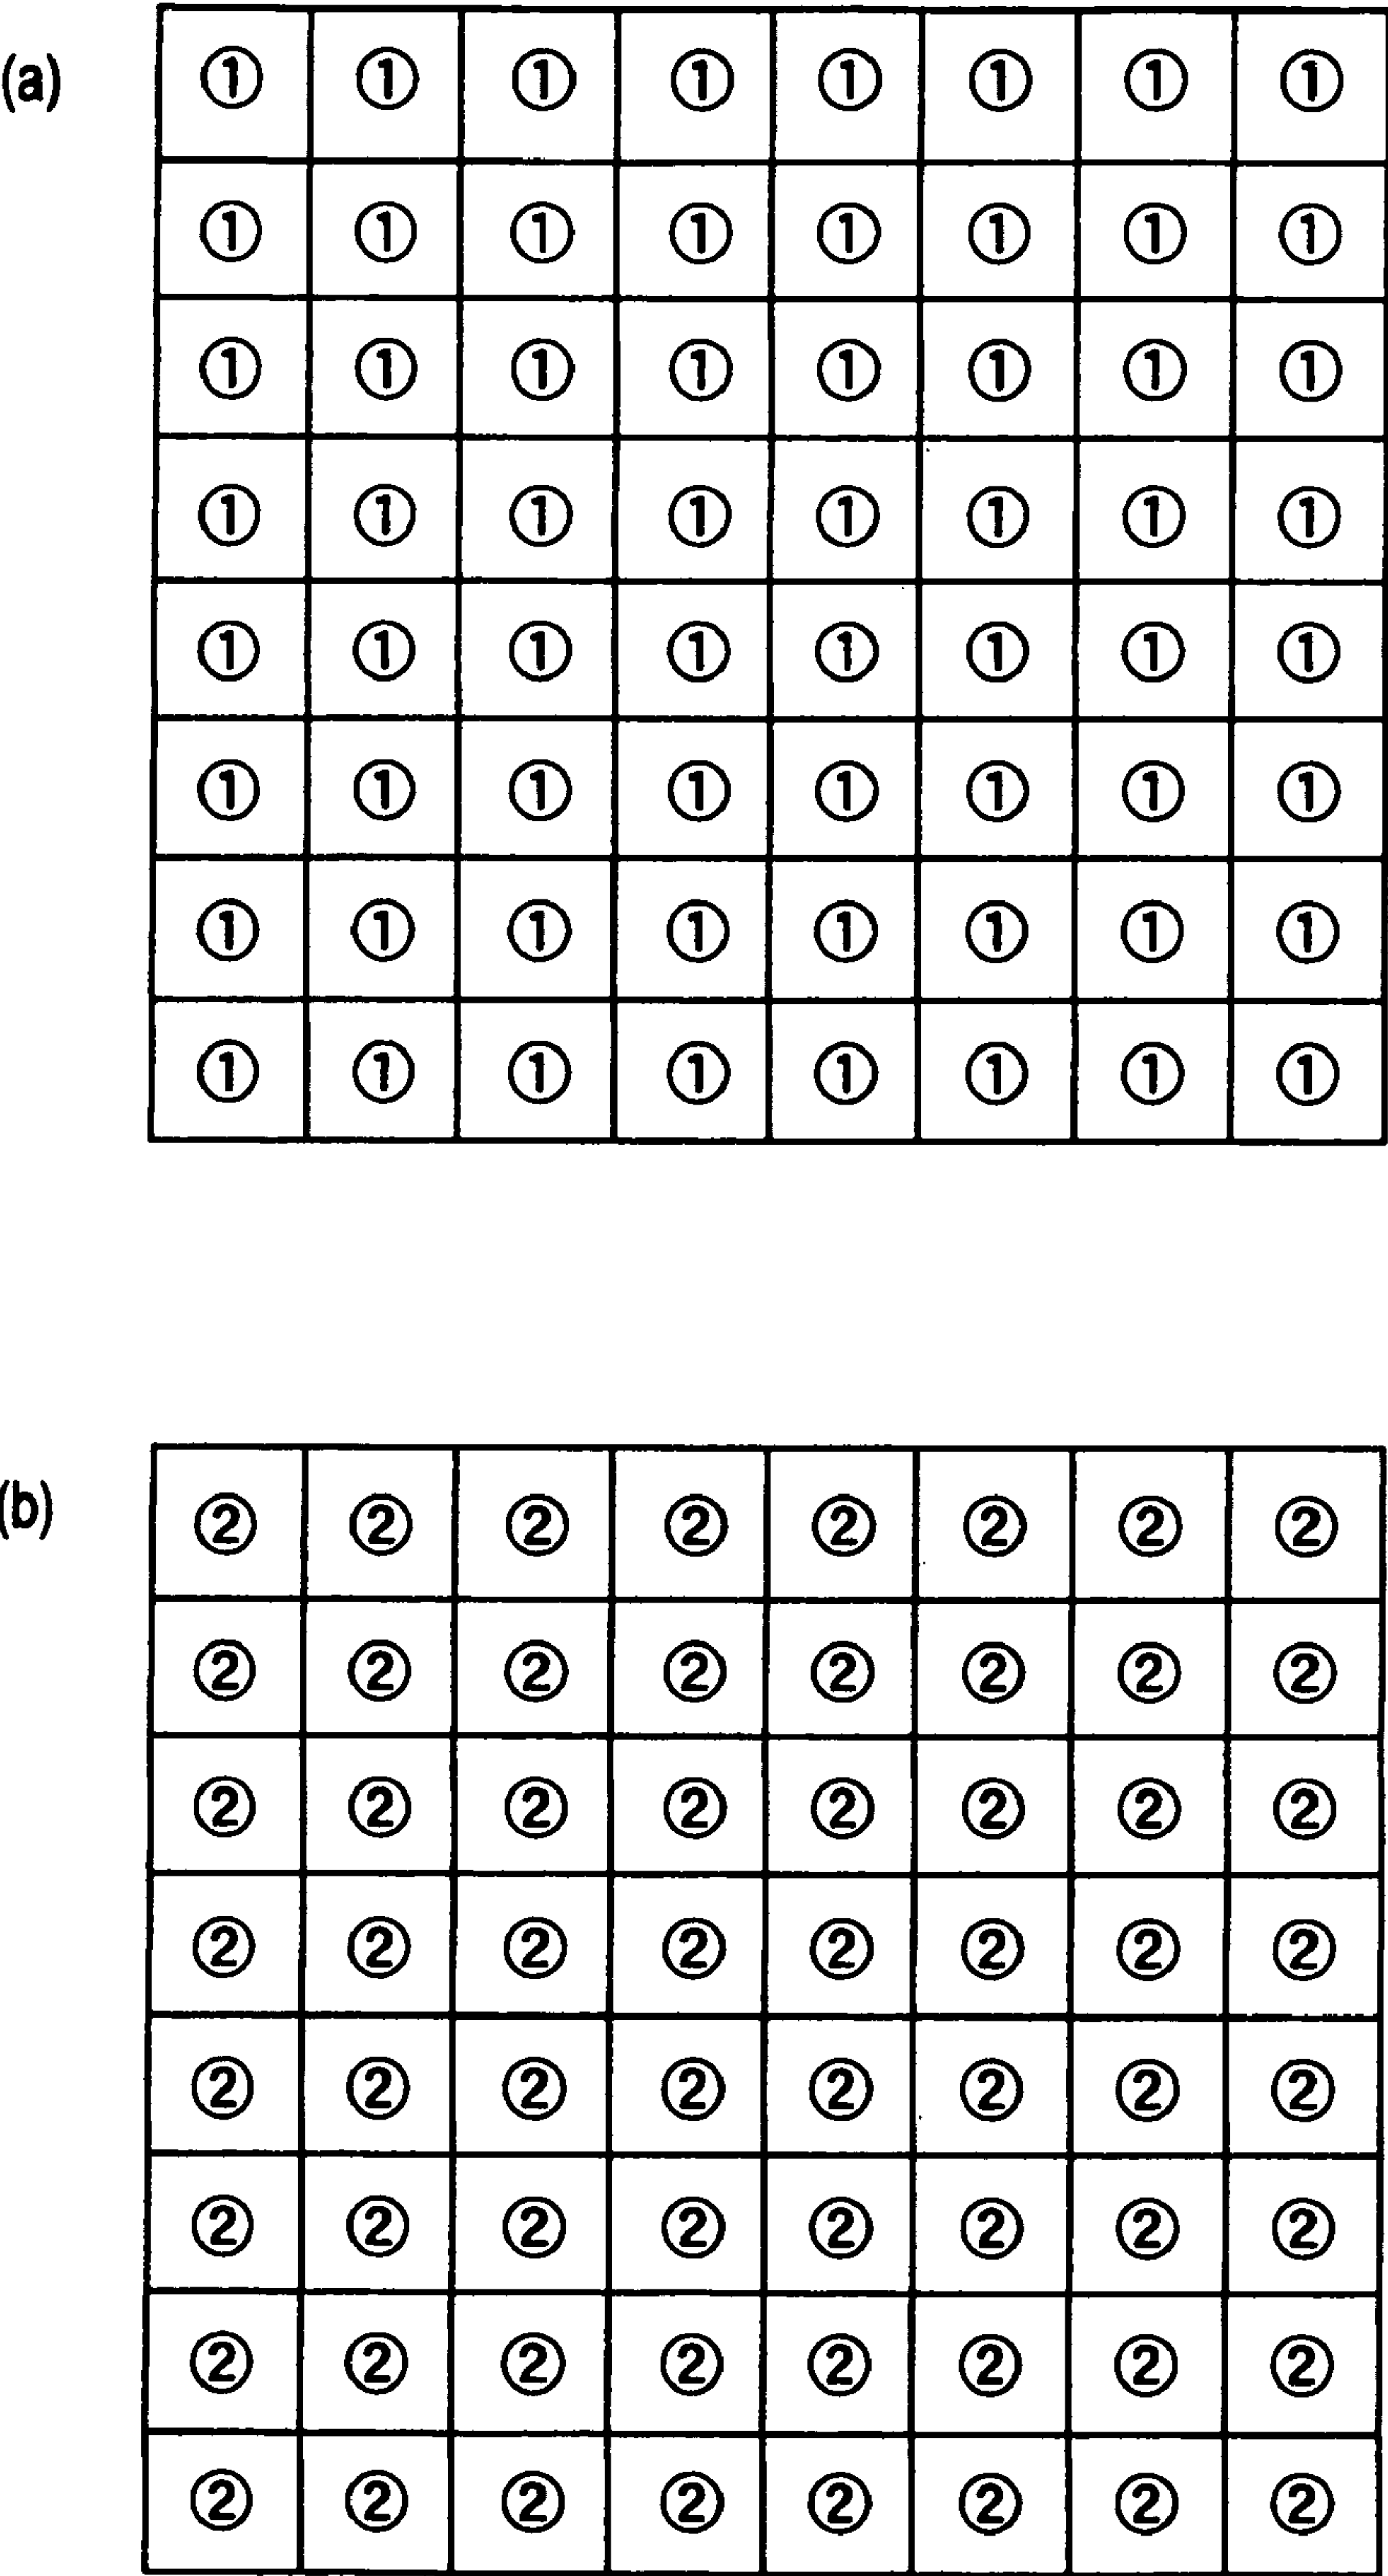 (a) ① ① ① ① ① ① ① ①
① ① ① ① ① ① ① ①
① ① ① ① ① ① ① ①
① ① ① ① ① ① ① ①
① ① ① ① ① ① ① ①
① ① ① ① ① ① ① ①
① ① ① ① ① ① ① ①
① ① ① ① ① ① ① ①
(b) ② ② ② ② ② ② ② ②
② ② ② ② ② ② ② ②
② ② ② ② ② ② ② ②
② ② ② ② ② ② ② ②
② ② ② ② ② ② ② ②
② ② ② ② ② ② ② ②
② ② ② ② ② ② ② ②
② ② ② ② ② ② ② ②